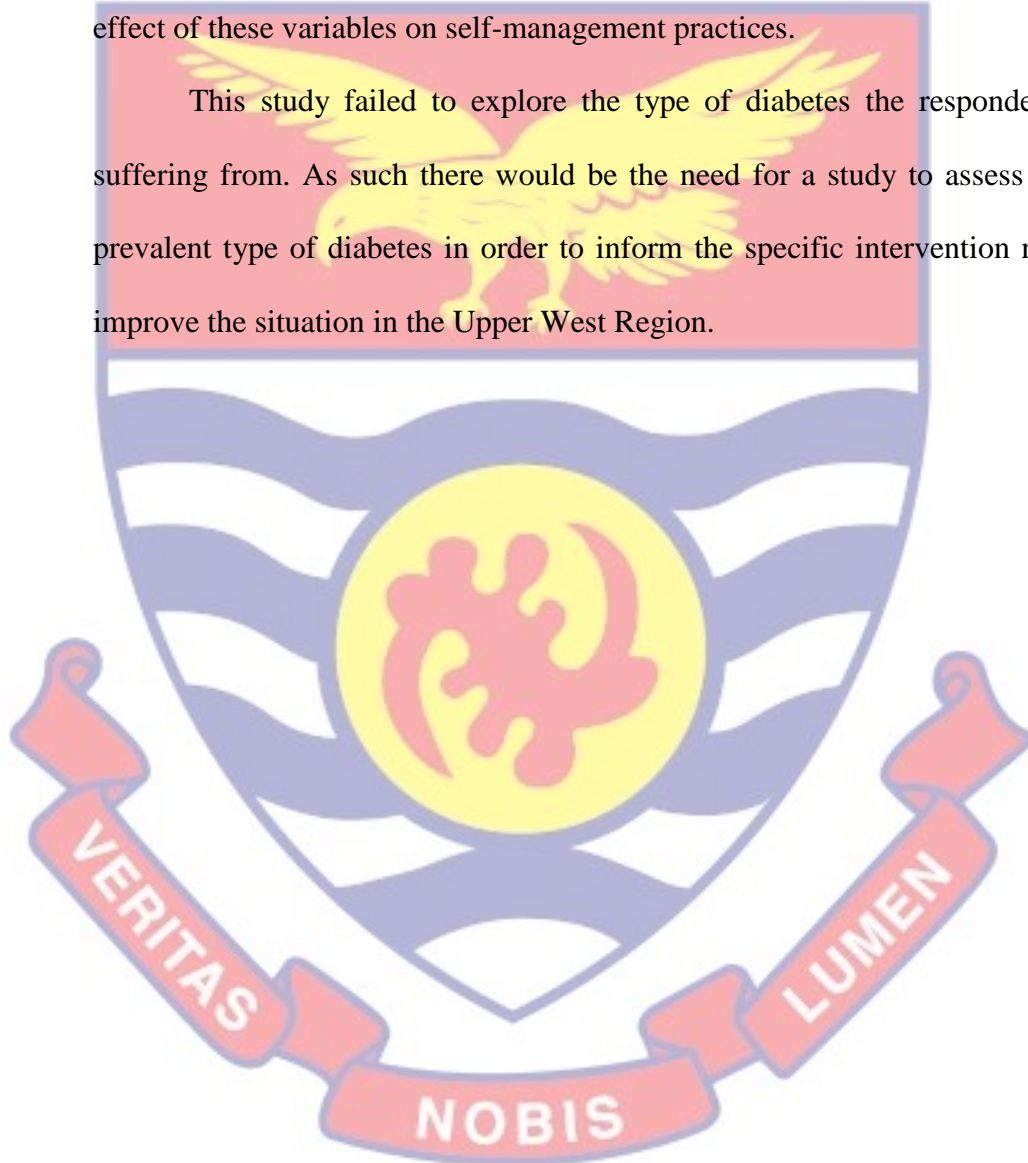 effect of these variables on self-management practices.
This study failed to explore the type of diabetes the responde
suffering from. As such there would be the need for a study to assess
prevalent type of diabetes in order to inform the specific intervention
improve the situation in the Upper West Region.
VERITAS
NOBIS
LUMEN